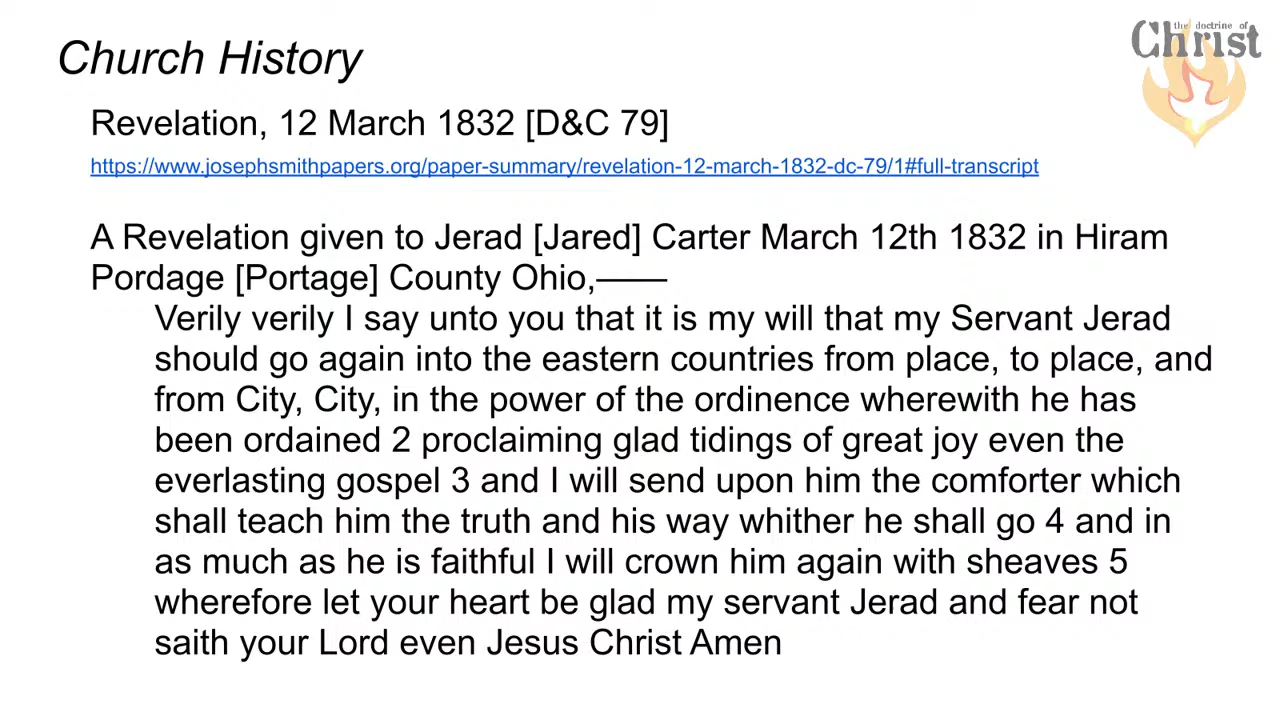 Church History
the doctrine of
Christ
Revelation, 12 March 1832 [D&C 79]
https://www.josephsmithpapers.org/paper-summary/revelation-12-march-1832-dc-79/1#full-transcript
A Revelation given to Jerad [Jared] Carter March 12th 1832 in Hiram
Pordage [Portage] County Ohio,——
Verily verily I say unto you that it is my will that my Servant Jerad
should go again into the eastern countries from place, to place, and
from City, City, in the power of the ordinence wherewith he has
been ordained 2 proclaiming glad tidings of great joy even the
everlasting gospel 3 and I will send upon him the comforter which
shall teach him the truth and his way whither he shall go 4 and in
as much as he is faithful I will crown him again with sheaves 5
wherefore let your heart be glad my servant Jerad and fear not
saith your Lord even Jesus Christ Amen